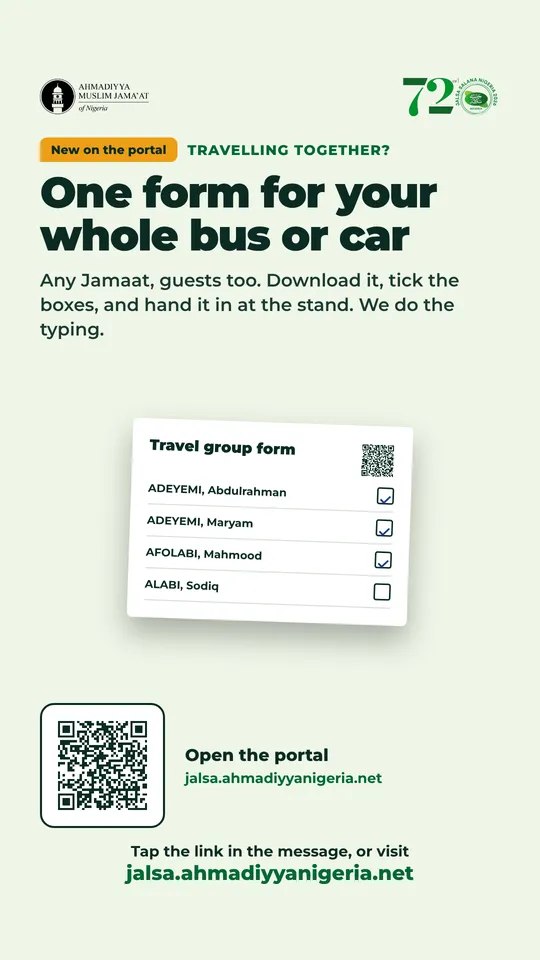 AHMADIYYA
MUSLIM JAMA'AT
of Nigeria
72
JALSA SALANA NIGERIA
New on the portal
TRAVELLING TOGETHER?
One form for your
whole bus or car
Any Jamaat, guests too. Download it, tick the
boxes, and hand it in at the stand. We do the
typing.
Travel group form
ADEYEMI, Abdulrahman
ADEYEMI, Maryam
AFOLABI, Mahmood
ALABI, Sodiq
Open the portal
jalsa.ahmadiyyanigeria.net
Tap the link in the message, or visit
jalsa.ahmadiyyanigeria.net